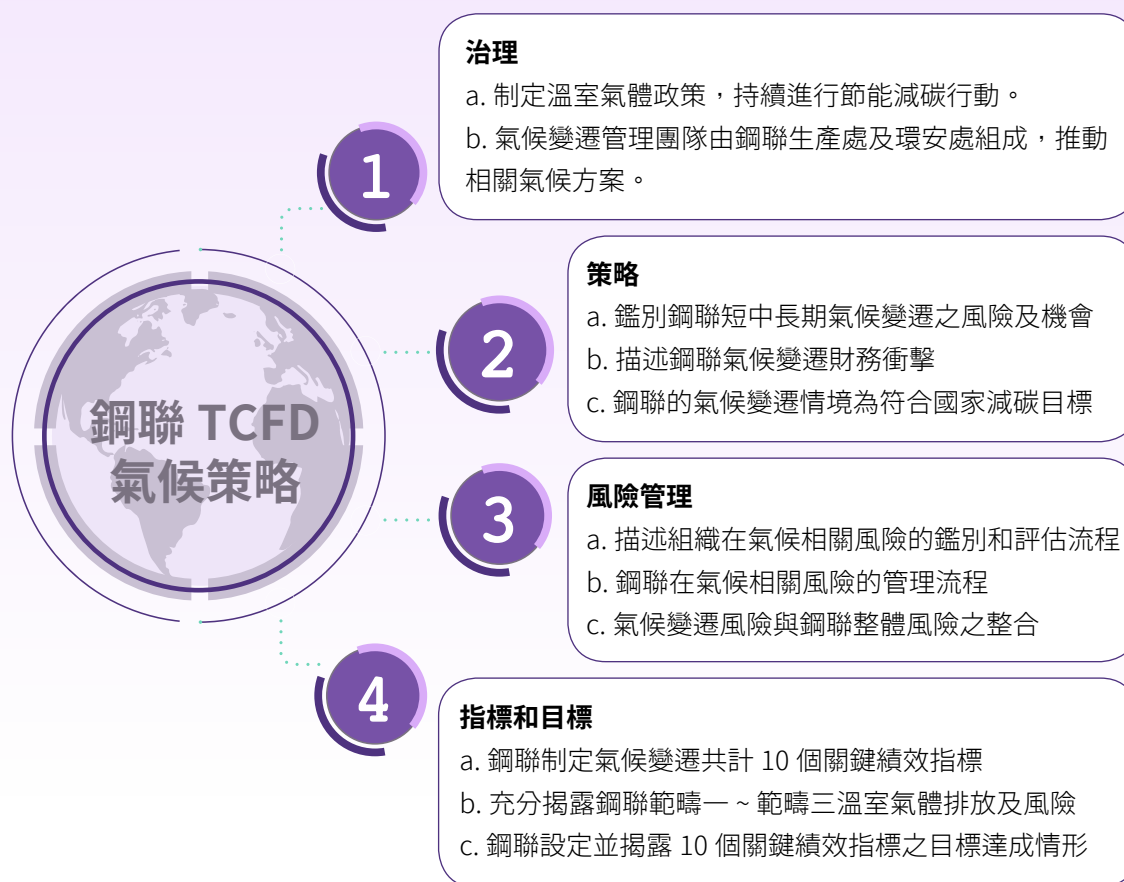 治理
a. 制定溫室氣體政策，持續進行節能減碳行動。
b. 氣候變遷管理團隊由鋼聯生產處及環安處組成，推動
相關氣候方案。
1
策略
a. 鑑別鋼聯短中長期氣候變遷之風險及機會
b. 描述鋼聯氣候變遷財務衝擊
c. 鋼聯的氣候變遷情境為符合國家減碳目標
2
鋼聯 TCFD
氣候策略
風險管理
a. 描述組織在氣候相關風險的鑑別和評估流程
b. 鋼聯在氣候相關風險的管理流程
c. 氣候變遷風險與鋼聯整體風險之整合
3
指標和目標
a. 鋼聯制定氣候變遷共計 10 個關鍵績效指標
b. 充分揭露鋼聯範疇一 ~ 範疇三溫室氣體排放及風險
c. 鋼聯設定並揭露 10 個關鍵績效指標之目標達成情形
4